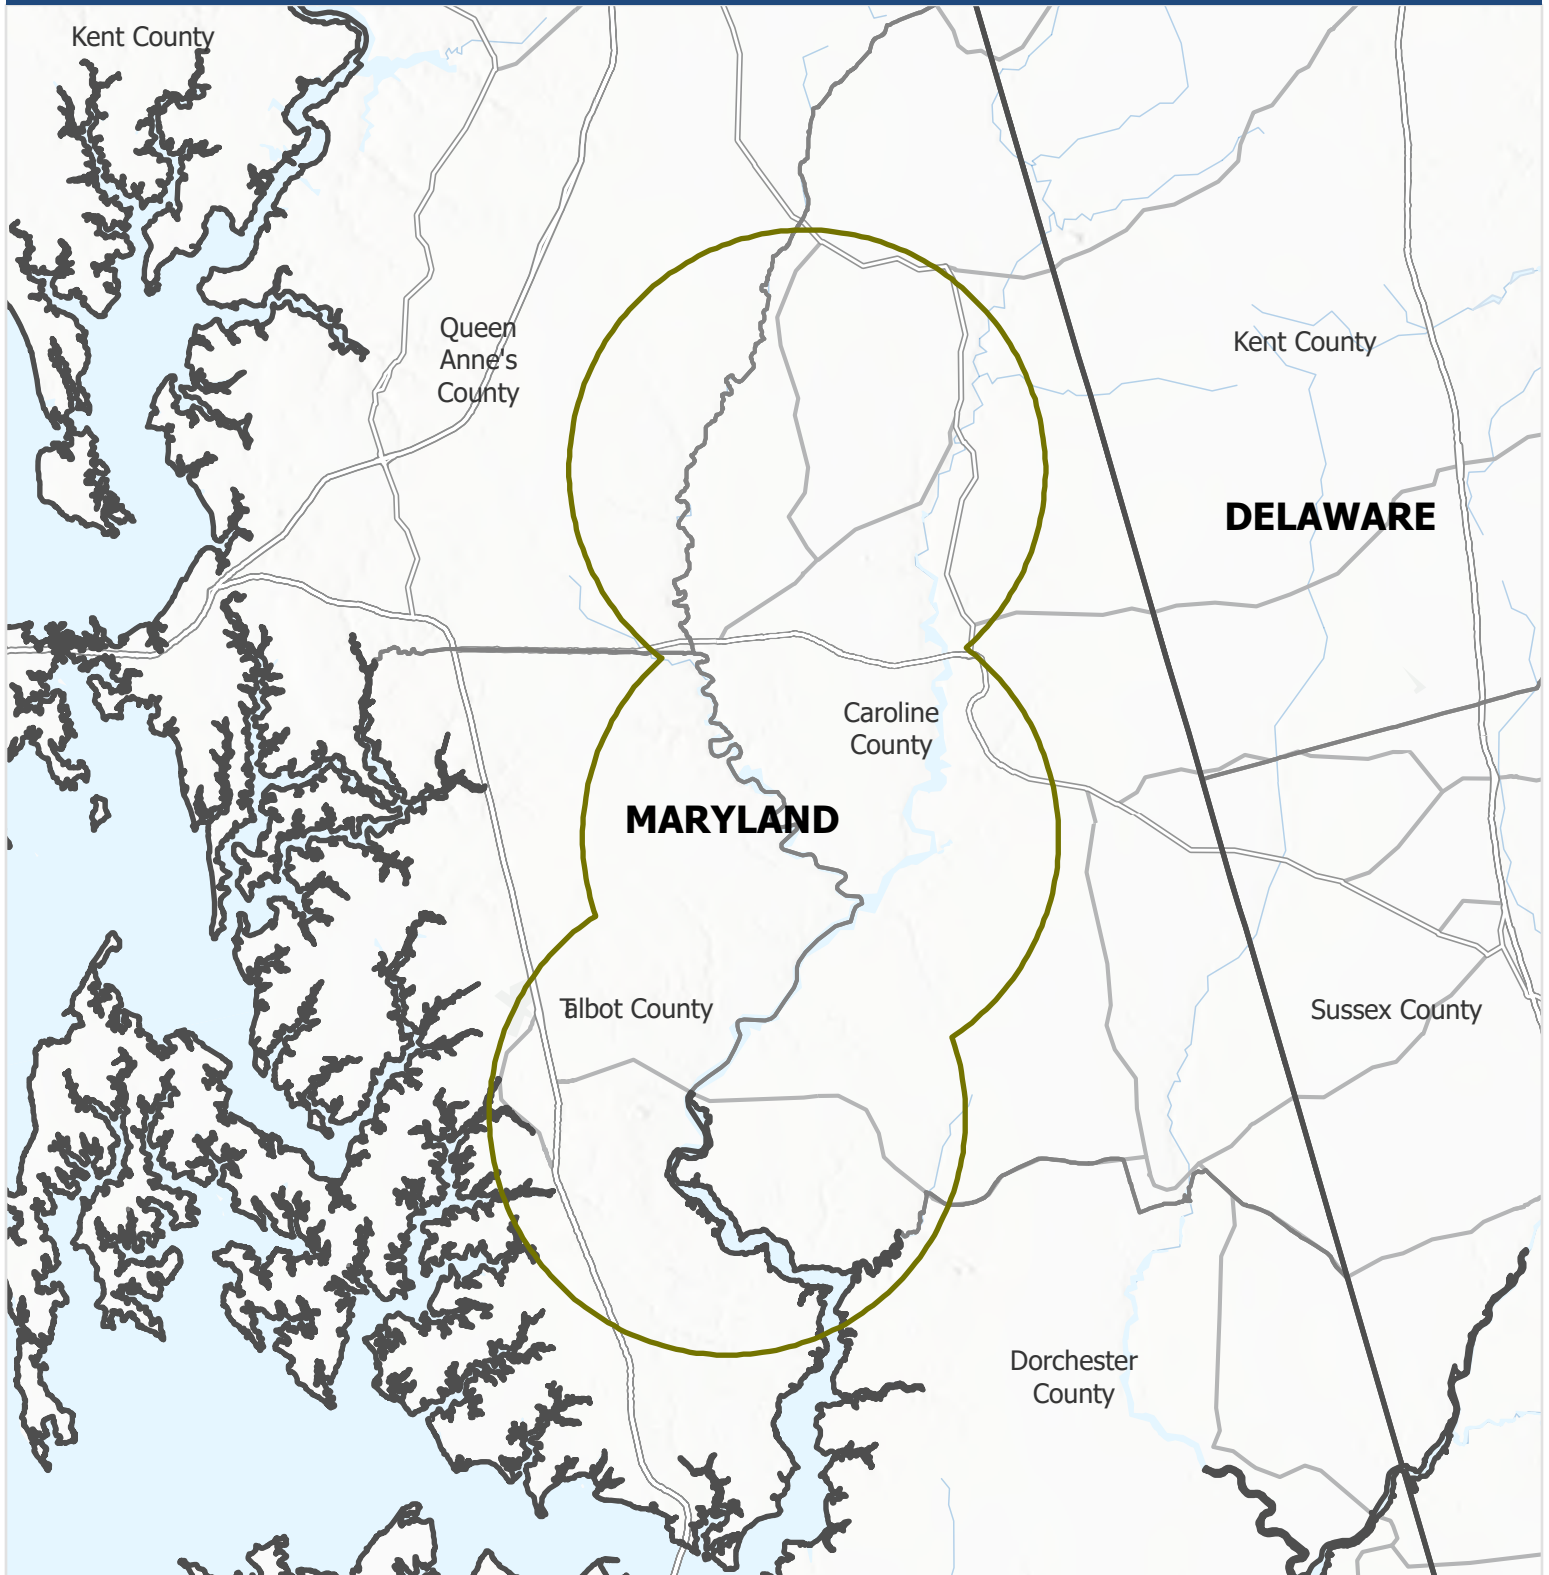 Kent County
Queen
Anne's
County
Kent County
DELAWARE
Caroline
County
MARYLAND
Talbot County
Sussex County
Dorchester
County